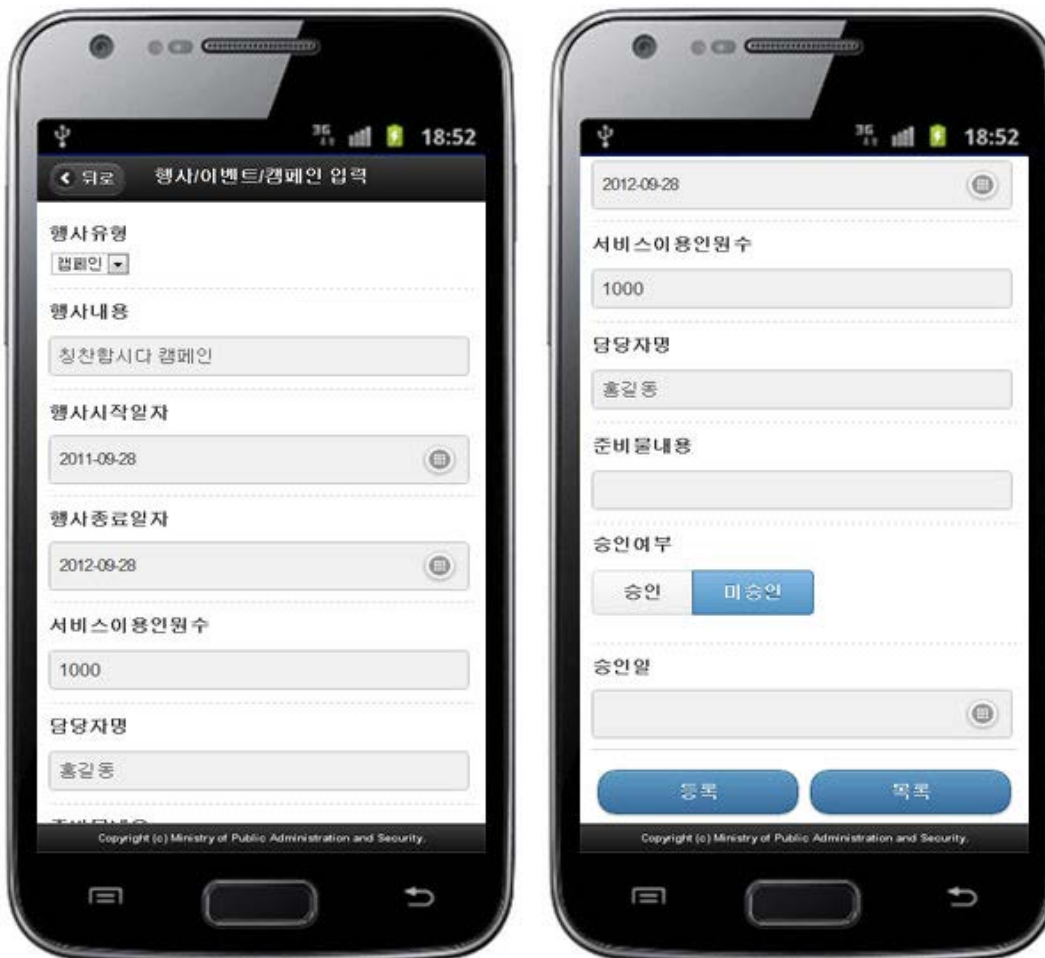 3G
18:52
뒤로
행사/이벤트/캠페인 입력
행사유형
캠페인
행사내용
칭찬합시다 캠페인
행사시작일자
2011-09-28
행사종료일자
2012-09-28
서비스이용인원수
1000
담당자명
홍길동
Copyright (c) Ministry of Public Administration and Security.
3G
18:52
2012-09-28
서비스이용인원수
1000
담당자명
홍길동
준비물내용
승인여부
승인
미승인
승인일
등록
목록
Copyright (c) Ministry of Public Administration and Security.